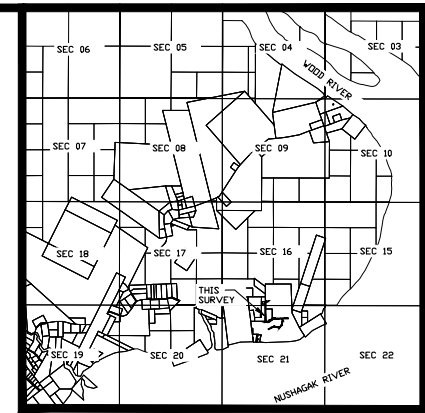 SEC 06
SEC 05
SEC 04
SEC 03
WOOD RIVER
SEC 07
SEC 08
SEC 09
SEC 10
SEC 18
SEC 17
SEC 16
SEC 15
THIS
SURVEY
SEC 19
SEC 20
SEC 21
SEC 22
NUSHAGAK RIVER